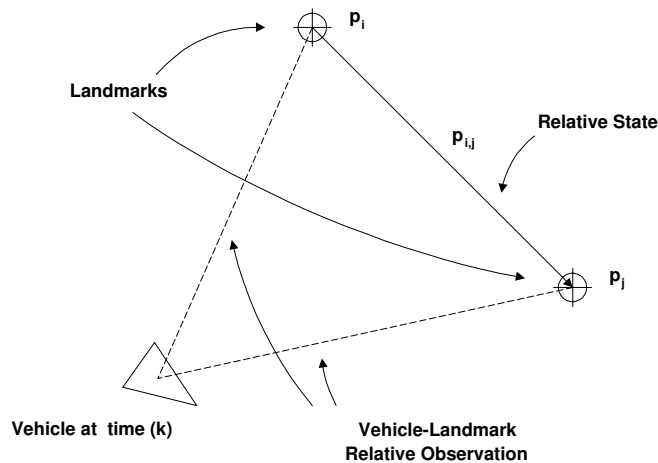 p_i
Landmarks
Relative State
p_i,j
p_j
Vehicle at time (k)
Vehicle-Landmark
Relative Observation